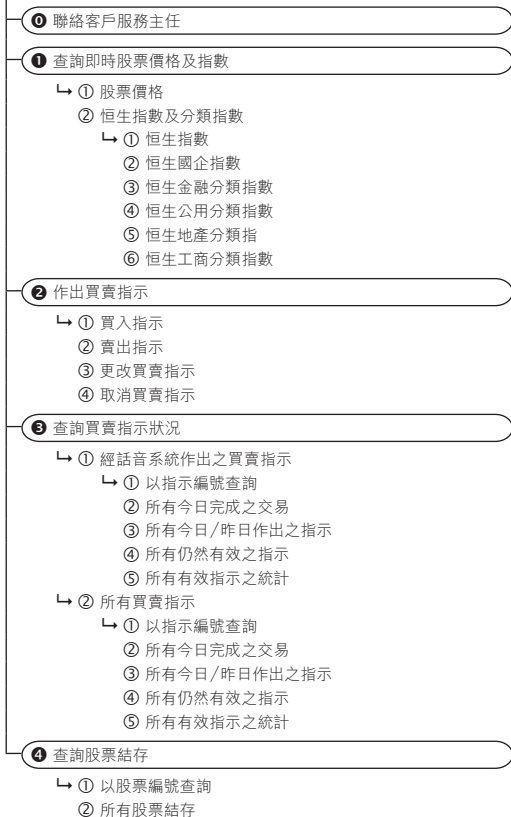 ⓿ 聯絡客戶服務主任
❶ 查詢即時股票價格及指數
① 股票價格
② 恒生指數及分類指數
① 恒生指數
② 恒生國企指數
③ 恒生金融分類指數
④ 恒生公用分類指數
⑤ 恒生地產分類指
⑥ 恒生工商分類指數
❷ 作出買賣指示
① 買入指示
② 賣出指示
③ 更改買賣指示
④ 取消買賣指示
❸ 查詢買賣指示狀況
① 經話音系統作出之買賣指示
① 以指示編號查詢
② 所有今日完成之交易
③ 所有今日/昨日作出之指示
④ 所有仍然有效之指示
⑤ 所有有效指示之統計
② 所有買賣指示
① 以指示編號查詢
② 所有今日完成之交易
③ 所有今日/昨日作出之指示
④ 所有仍然有效之指示
⑤ 所有有效指示之統計
❹ 查詢股票結存
① 以股票編號查詢
② 所有股票結存